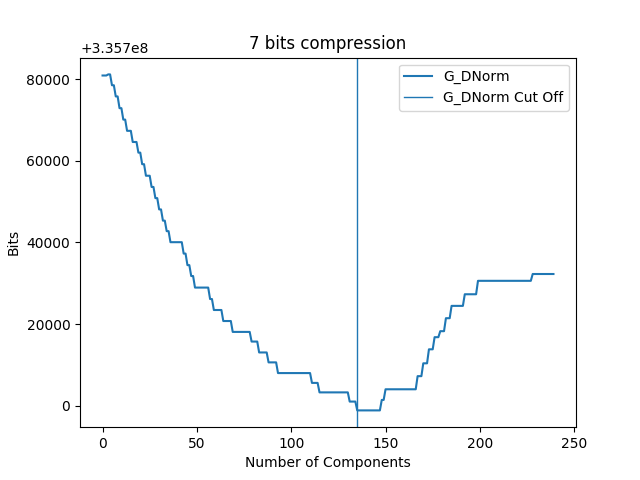 7 bits compression
+3.357e8
G_DNorm
G_DNorm Cut Off
80000
60000
40000
20000
0
Bits
0 50 100 150 200 250
Number of Components